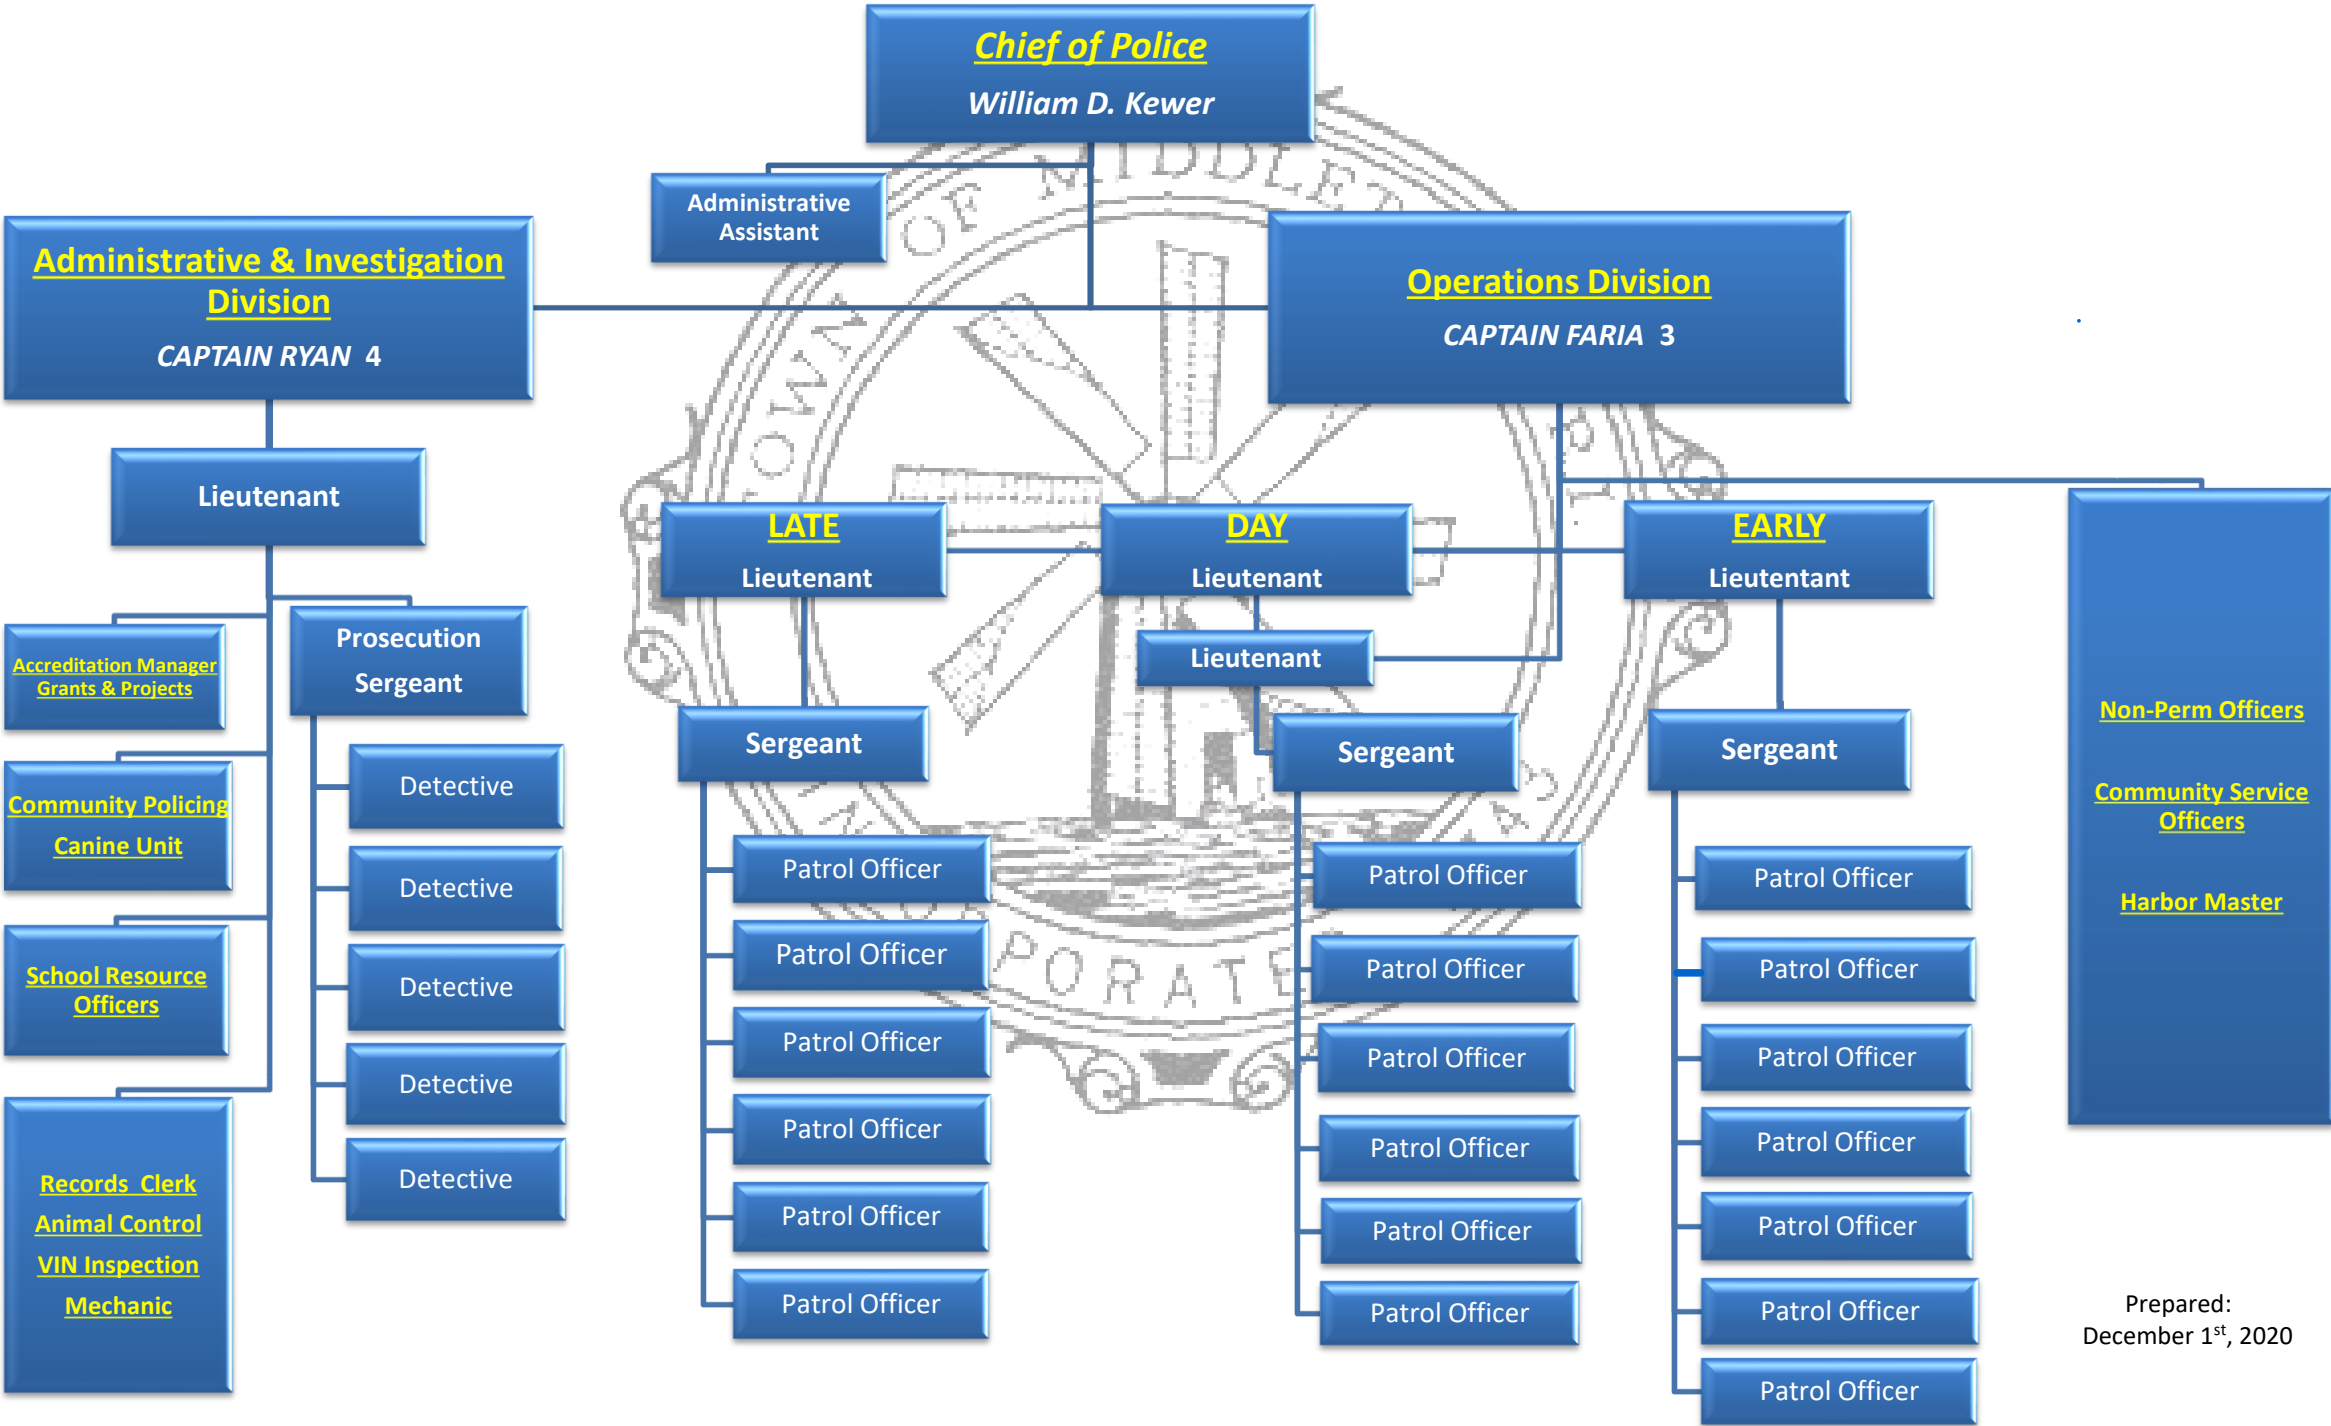 Chief of Police
William D. Kewer
Administrative
Assistant
Administrative & Investigation
Division
CAPTAIN RYAN 4
Operations Division
CAPTAIN FARIA 3
Lieutenant
Accreditation Manager
Grants & Projects
Community Policing
Canine Unit
School Resource
Officers
Records Clerk
Animal Control
VIN Inspection
Mechanic
Prosecution
Sergeant
Detective
Detective
Detective
Detective
Detective
LATE
Lieutenant
Sergeant
Patrol Officer
Patrol Officer
Patrol Officer
Patrol Officer
Patrol Officer
Patrol Officer
DAY
Lieutenant
Lieutenant
Sergeant
Patrol Officer
Patrol Officer
Patrol Officer
Patrol Officer
Patrol Officer
Patrol Officer
EARLY
Lieutentant
Sergeant
Patrol Officer
Patrol Officer
Patrol Officer
Patrol Officer
Patrol Officer
Patrol Officer
Patrol Officer
Non-Perm Officers
Community Service
Officers
Harbor Master
Prepared:
December 1st, 2020
TOWN OF MIDDLET
PORATE